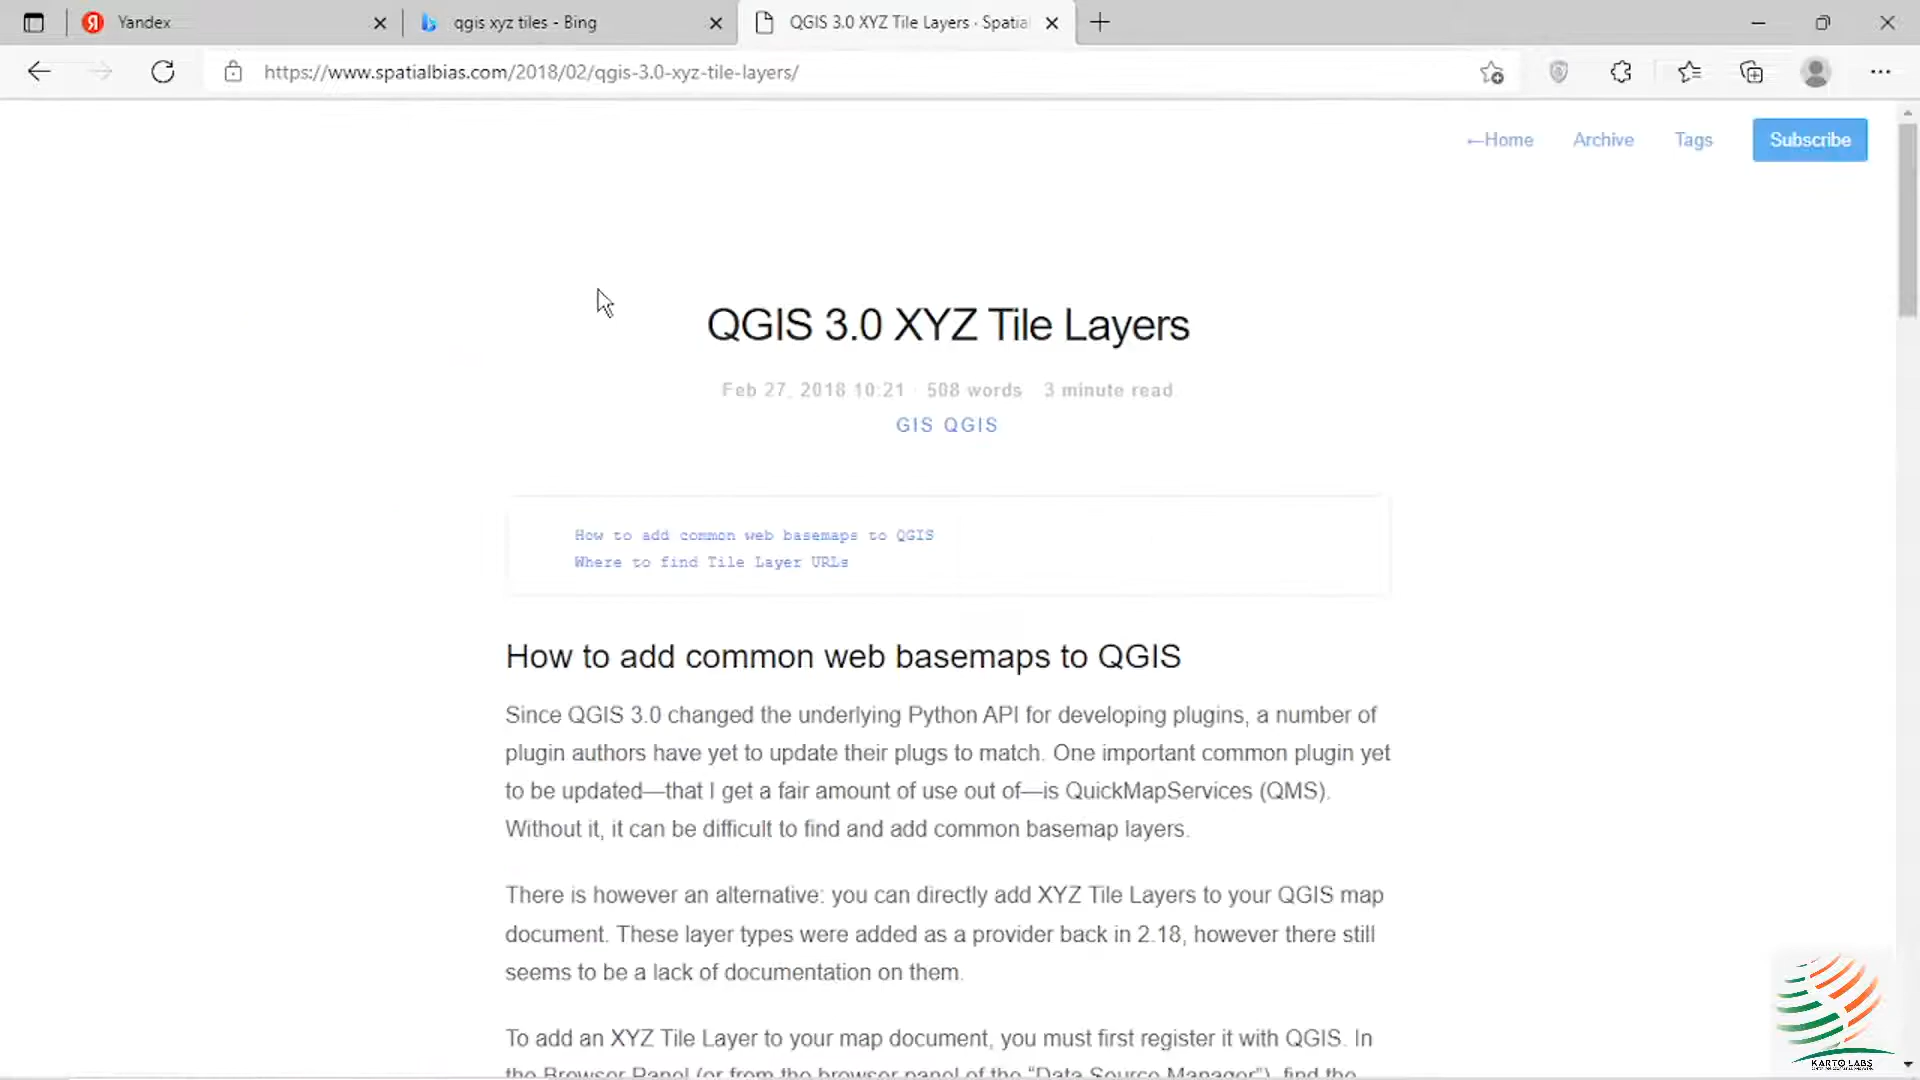 Yandex
qgis xyz tiles - Bing
QGIS 3.0 XYZ Tile Layers · Spatia
https://www.spatialbias.com/2018/02/qgis-3.0-xyz-tile-layers/
←Home
Archive
Tags
Subscribe
QGIS 3.0 XYZ Tile Layers
Feb 27, 2018 10:21 · 508 words 3 minute read
GIS QGIS
How to add common web basemaps to QGIS
Where to find Tile Layer URLs
How to add common web basemaps to QGIS
Since QGIS 3.0 changed the underlying Python API for developing plugins, a number of
plugin authors have yet to update their plugs to match. One important common plugin yet
to be updated—that I get a fair amount of use out of—is QuickMapServices (QMS).
Without it, it can be difficult to find and add common basemap layers.
There is however an alternative: you can directly add XYZ Tile Layers to your QGIS map
document. These layer types were added as a provider back in 2.18, however there still
seems to be a lack of documentation on them.
To add an XYZ Tile Layer to your map document, you must first register it with QGIS. In
the Browser Panel (or from the browser panel of the “Data Source Manager”), find the
KARTO LABS